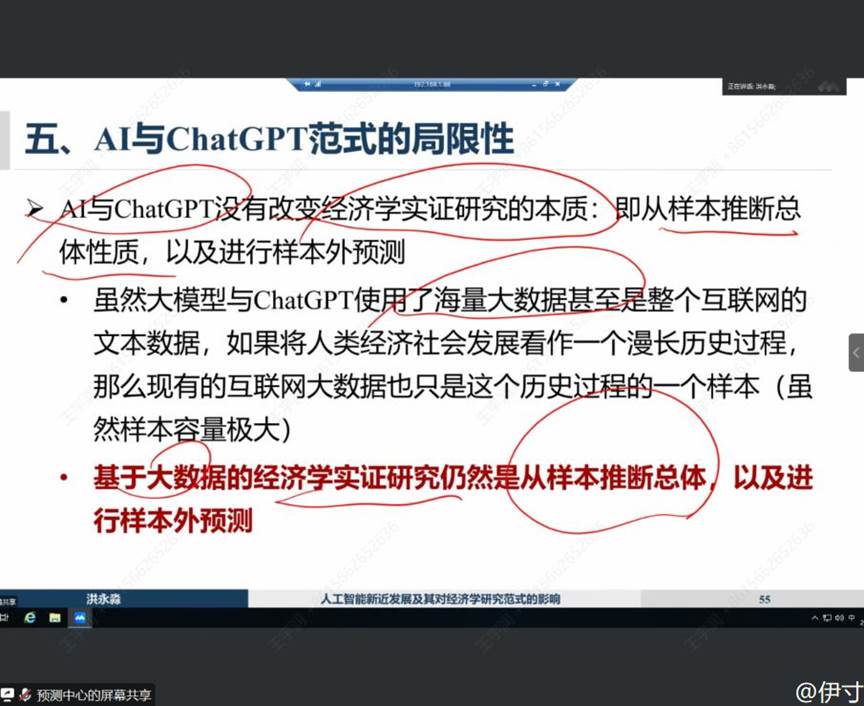 192.168.1.88
正在讲话: 洪永淼;
五、AI与ChatGPT范式的局限性
➢ AI与ChatGPT没有改变经济学实证研究的本质：即从样本推断总
体性质，以及进行样本外预测
• 虽然大模型与ChatGPT使用了海量大数据甚至是整个互联网的
文本数据，如果将人类经济社会发展看作一个漫长历史过程，
那么现有的互联网大数据也只是这个历史过程的一个样本（虽
然样本容量极大）
• 基于大数据的经济学实证研究仍然是从样本推断总体，以及进
行样本外预测
洪永淼 人工智能新近发展及其对经济学研究范式的影响 55
预测中心的屏幕共享
@伊寸